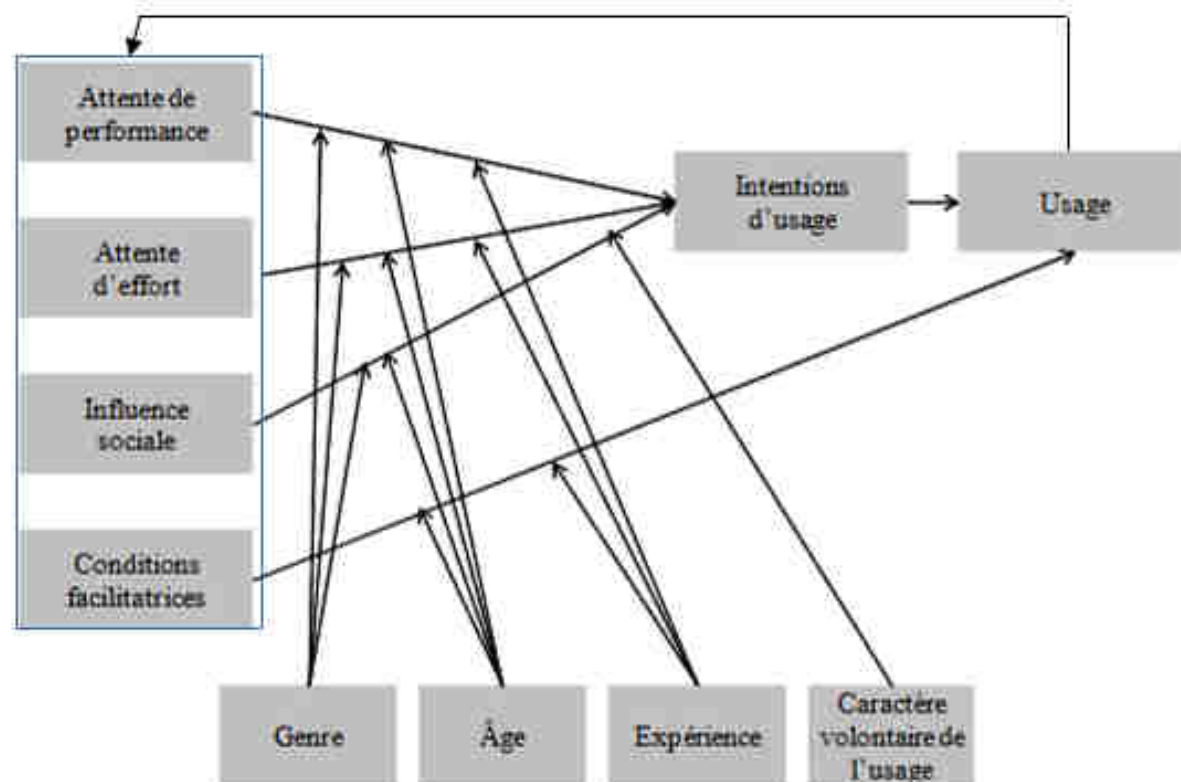 Attente de
performance
Attente
d'effort
Influence
sociale
Conditions
facilitatrices
Intentions
d'usage
Usage
Genre
Âge
Expérience
Caractère
volontaire de
l'usage